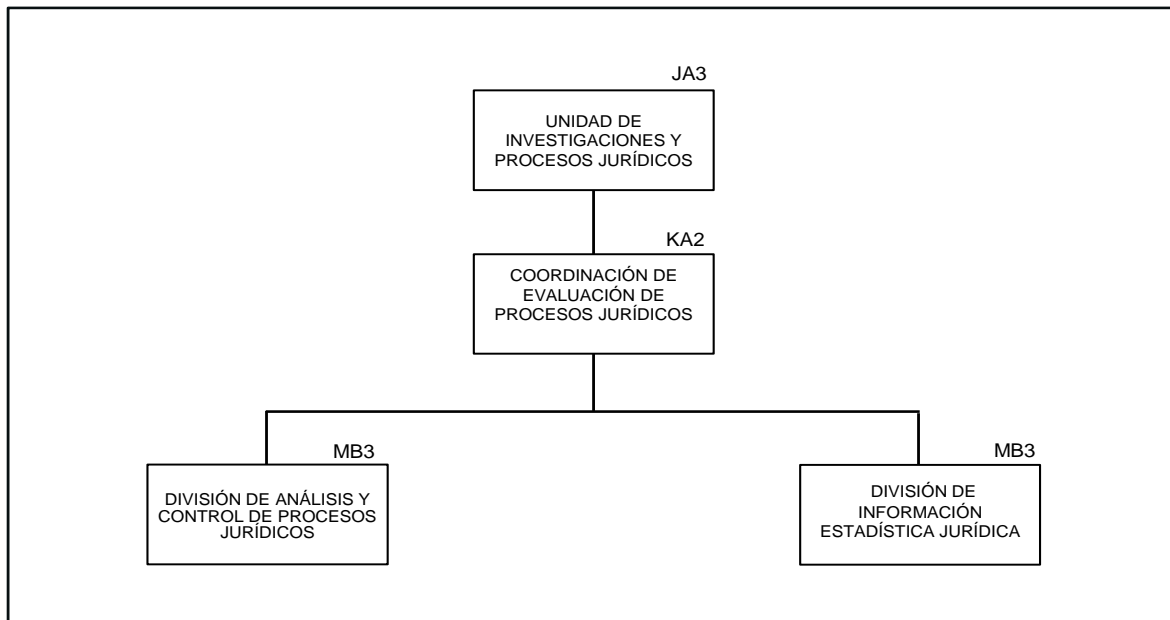 JA3
UNIDAD DE
INVESTIGACIONES Y
PROCESOS JURÍDICOS
KA2
COORDINACIÓN DE
EVALUACIÓN DE
PROCESOS JURÍDICOS
MB3
DIVISIÓN DE ANÁLISIS Y
CONTROL DE PROCESOS
JURÍDICOS
MB3
DIVISIÓN DE
INFORMACIÓN
ESTADÍSTICA JURÍDICA